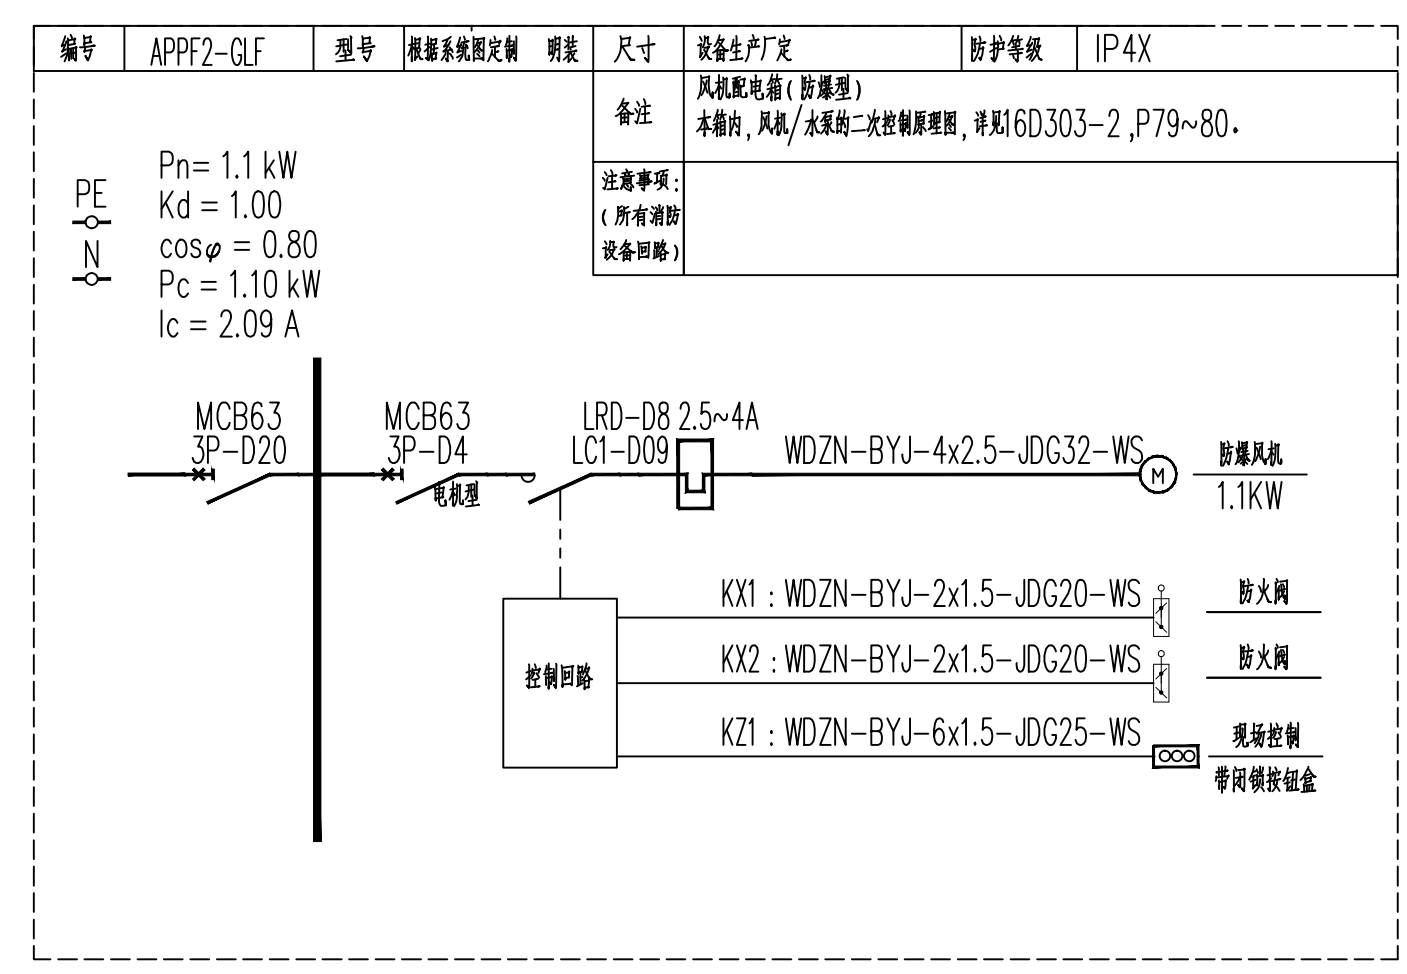 编号 APPF2-GLF 型号 根据系统图定制 明装 尺寸 设备生产厂定 防护等级 IP4X
备注 风机配电箱(防爆型)
本箱内,风机/水泵的二次控制原理图,详见16D303-2,P79~80.
注意事项:
(所有消防
设备回路)
PE
N
Pn= 1.1 kW
Kd = 1.00
cosφ = 0.80
Pc = 1.10 kW
Ic = 2.09 A
MCB63
3P-D20
MCB63
3P-D4
电机型
LRD-D8 2.5~4A
LC1-D09
WDZN-BYJ-4x2.5-JDG32-WS
M
防爆风机
1.1KW
控制回路
KX1 : WDZN-BYJ-2x1.5-JDG20-WS
防火阀
KX2 : WDZN-BYJ-2x1.5-JDG20-WS
防火阀
KZ1 : WDZN-BYJ-6x1.5-JDG25-WS
现场控制
带闭锁按钮盒